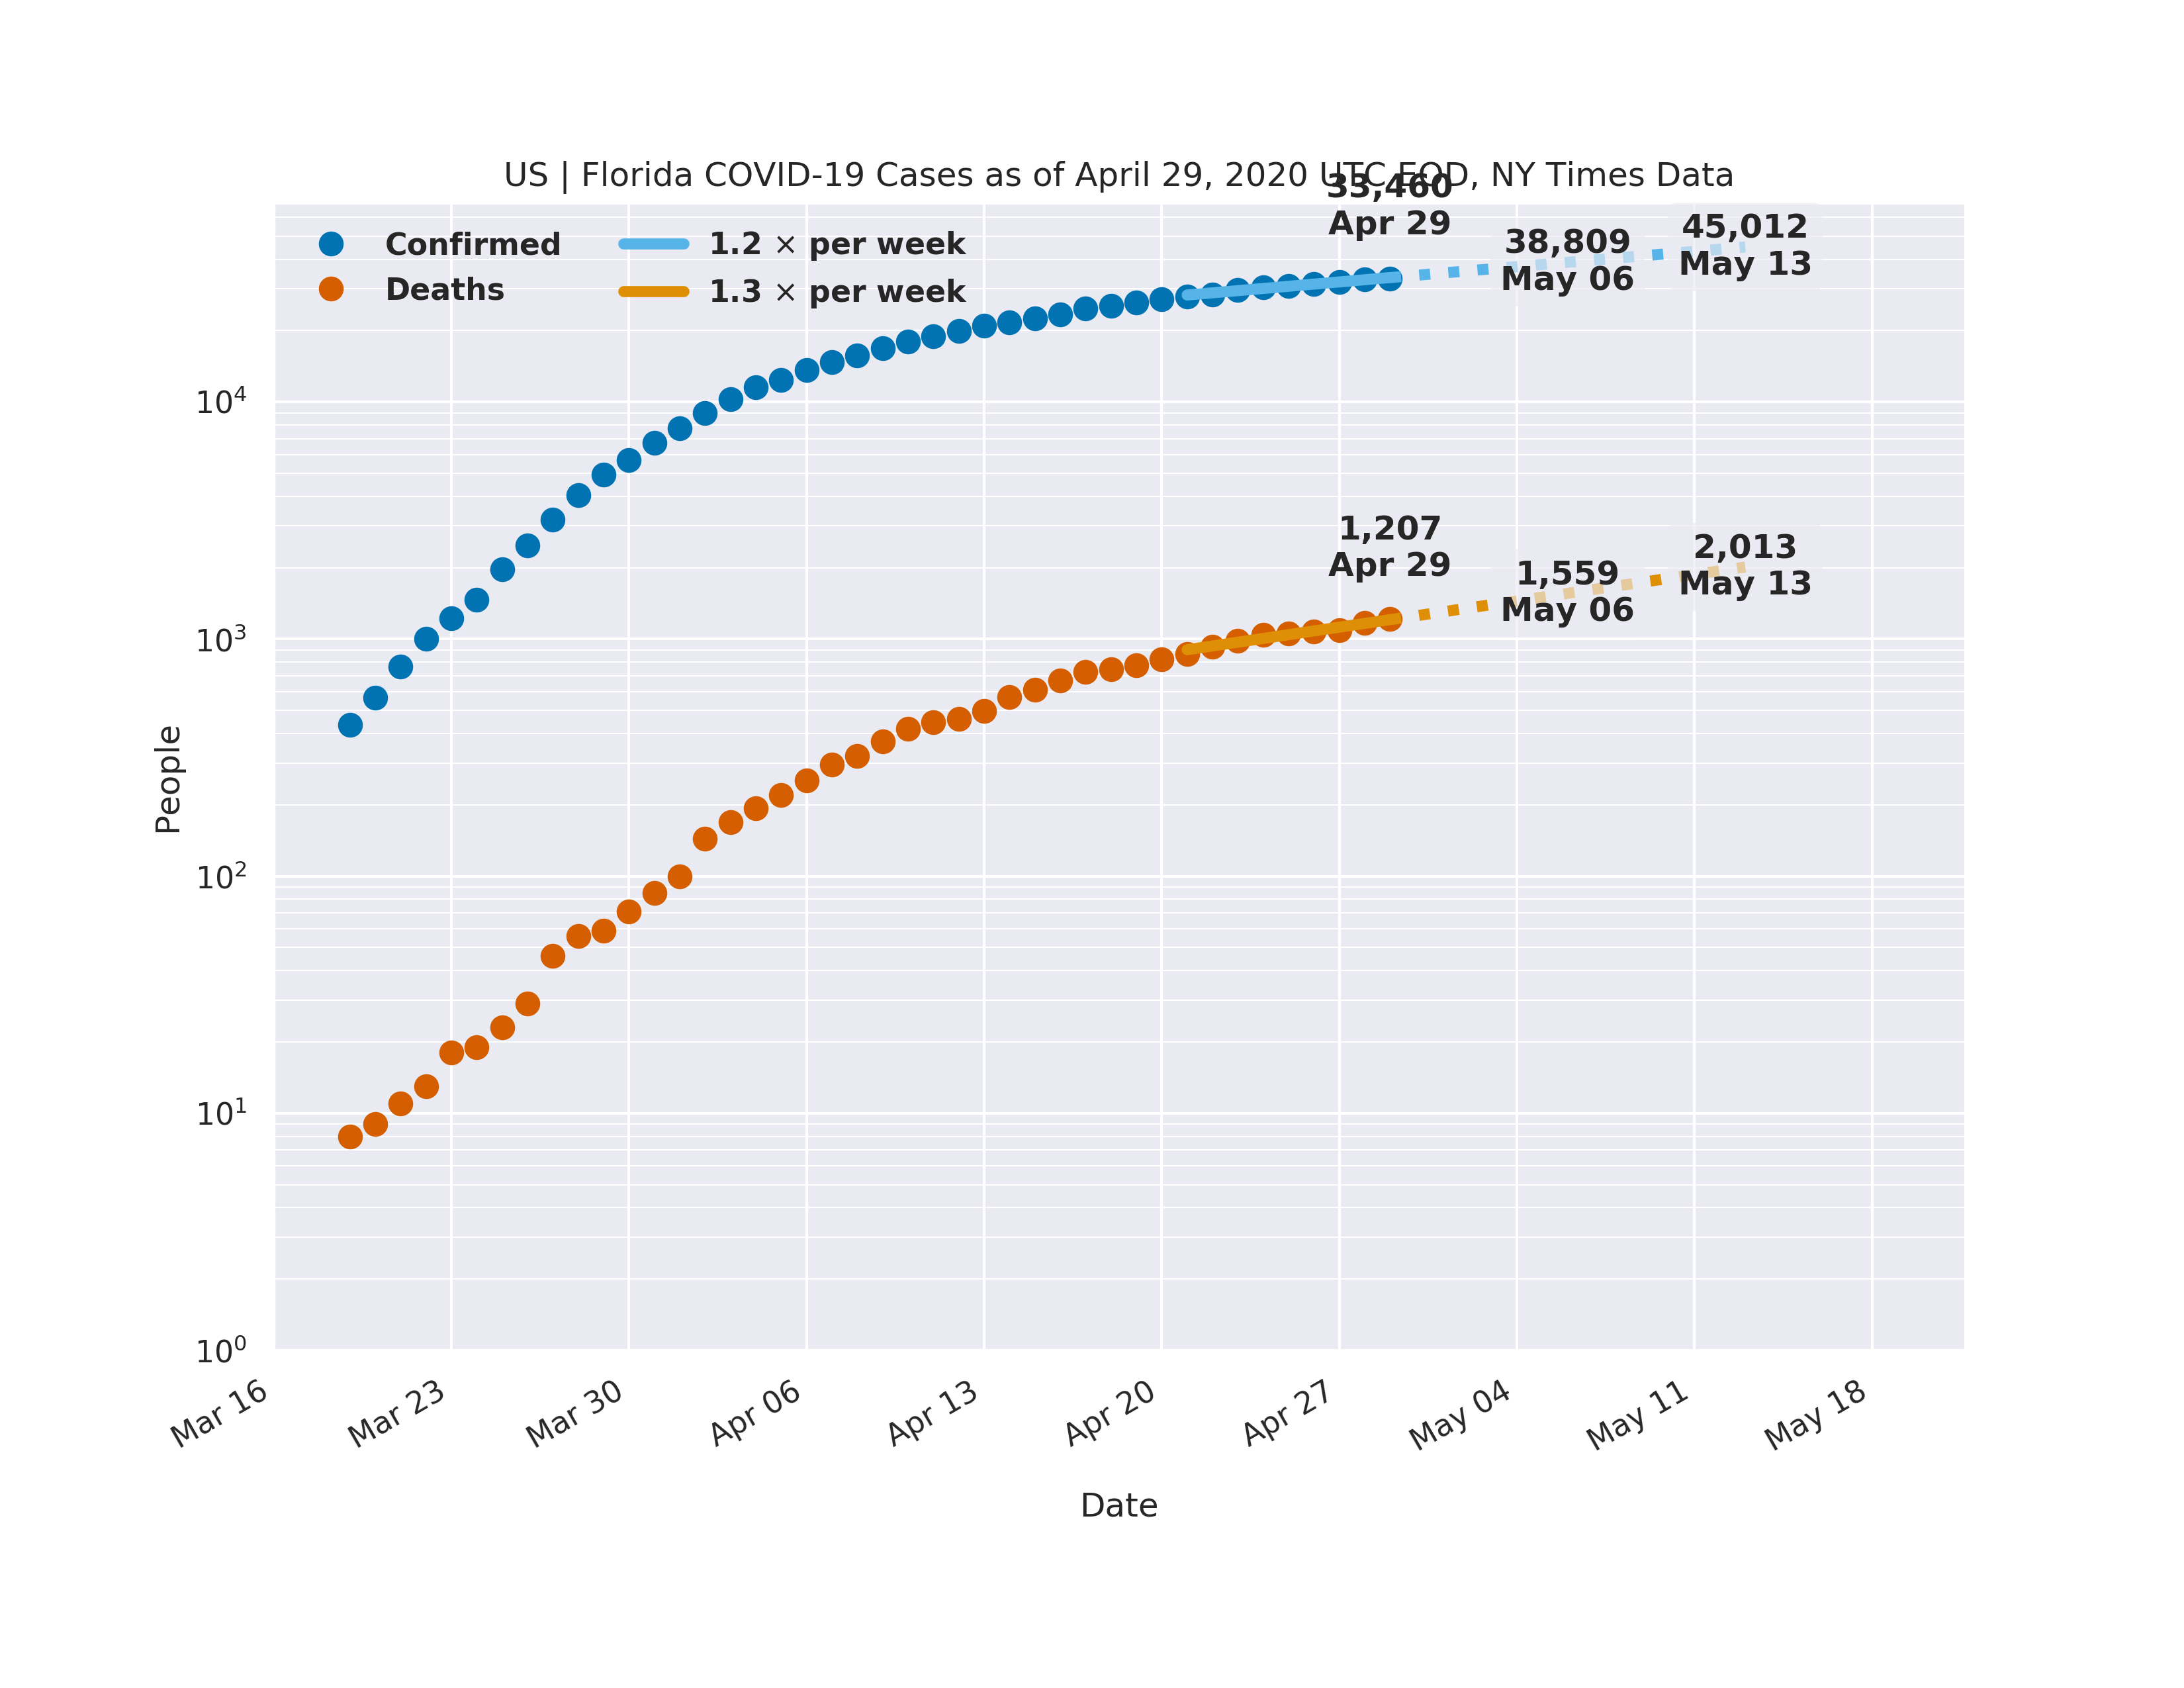 US | Florida COVID-19 Cases as of April 29, 2020 UTC EOD, NY Times Data
33,460
Apr 29
38,809
May 06
45,012
May 13
Confirmed
Deaths
1.2 × per week
1.3 × per week
1,207
Apr 29
1,559
May 06
2,013
May 13
People
10⁴
10³
10²
10¹
10⁰
Mar 16
Mar 23
Mar 30
Apr 06
Apr 13
Apr 20
Apr 27
May 04
May 11
May 18
Date